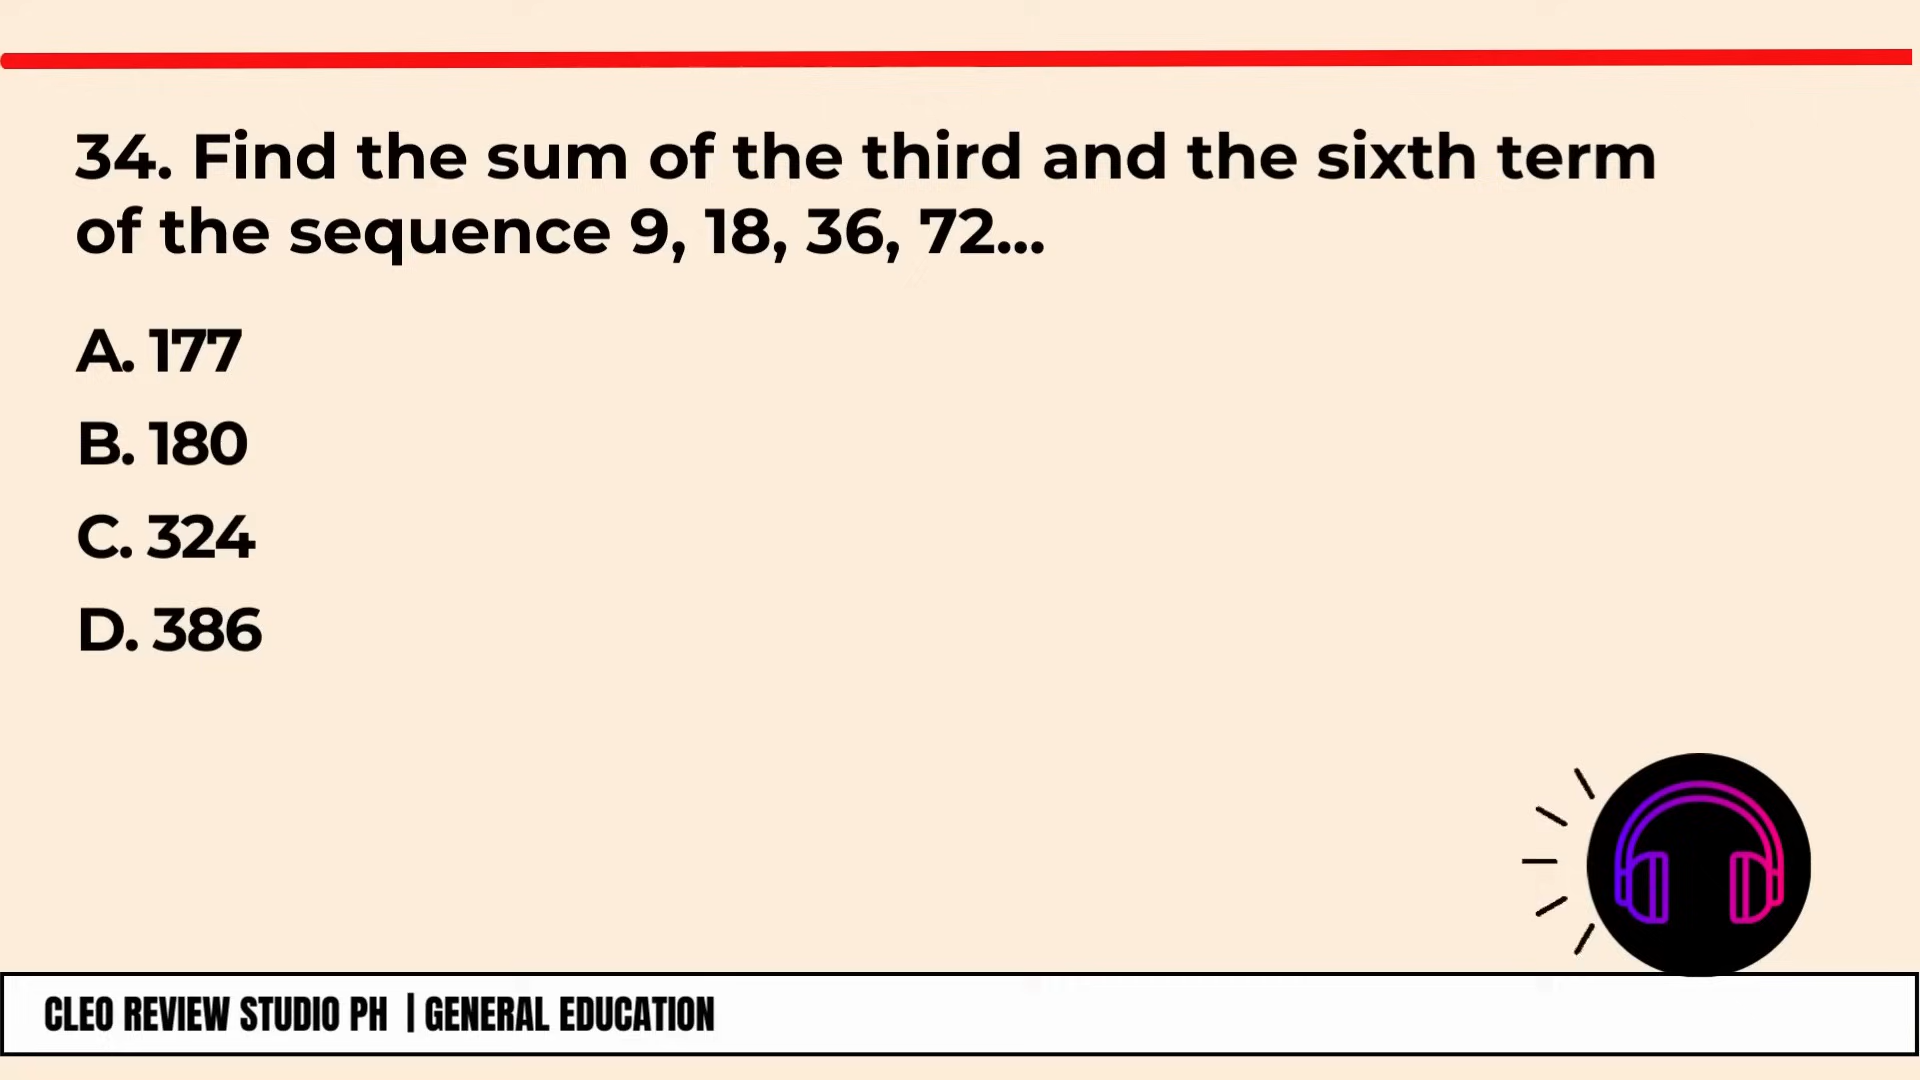 34. Find the sum of the third and the sixth term
of the sequence 9, 18, 36, 72...
A. 177
B. 180
C. 324
D. 386
CLEO REVIEW STUDIO PH | GENERAL EDUCATION